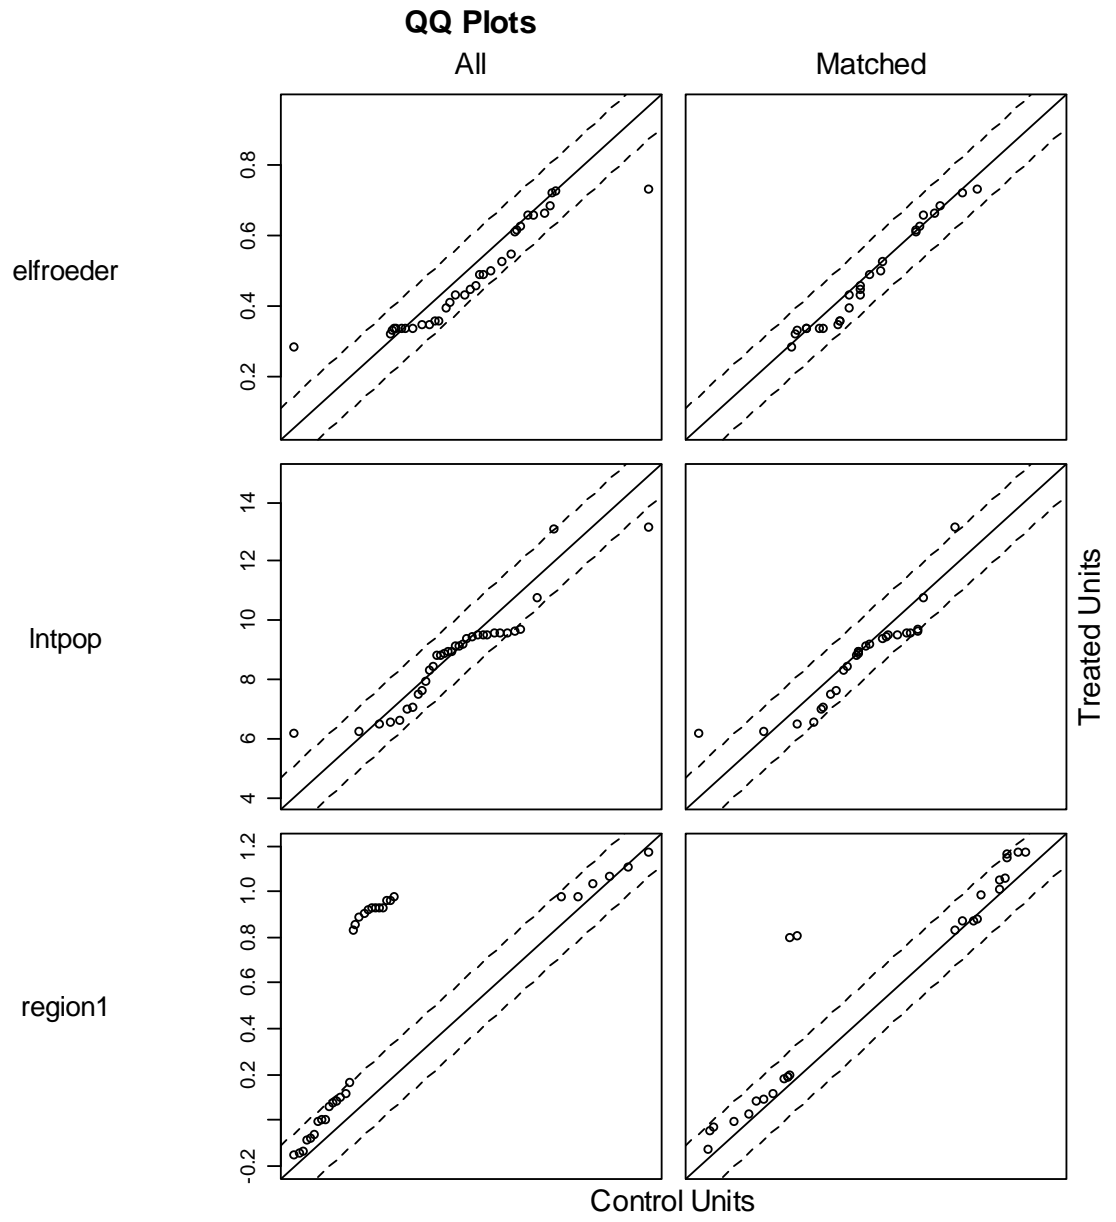 QQ Plots
All
Matched
elfroeder
0.8
0.6
0.4
0.2
lntpop
14
12
10
8
6
4
Treated Units
region1
1.2
1.0
0.8
0.6
0.4
0.2
-0.2
Control Units